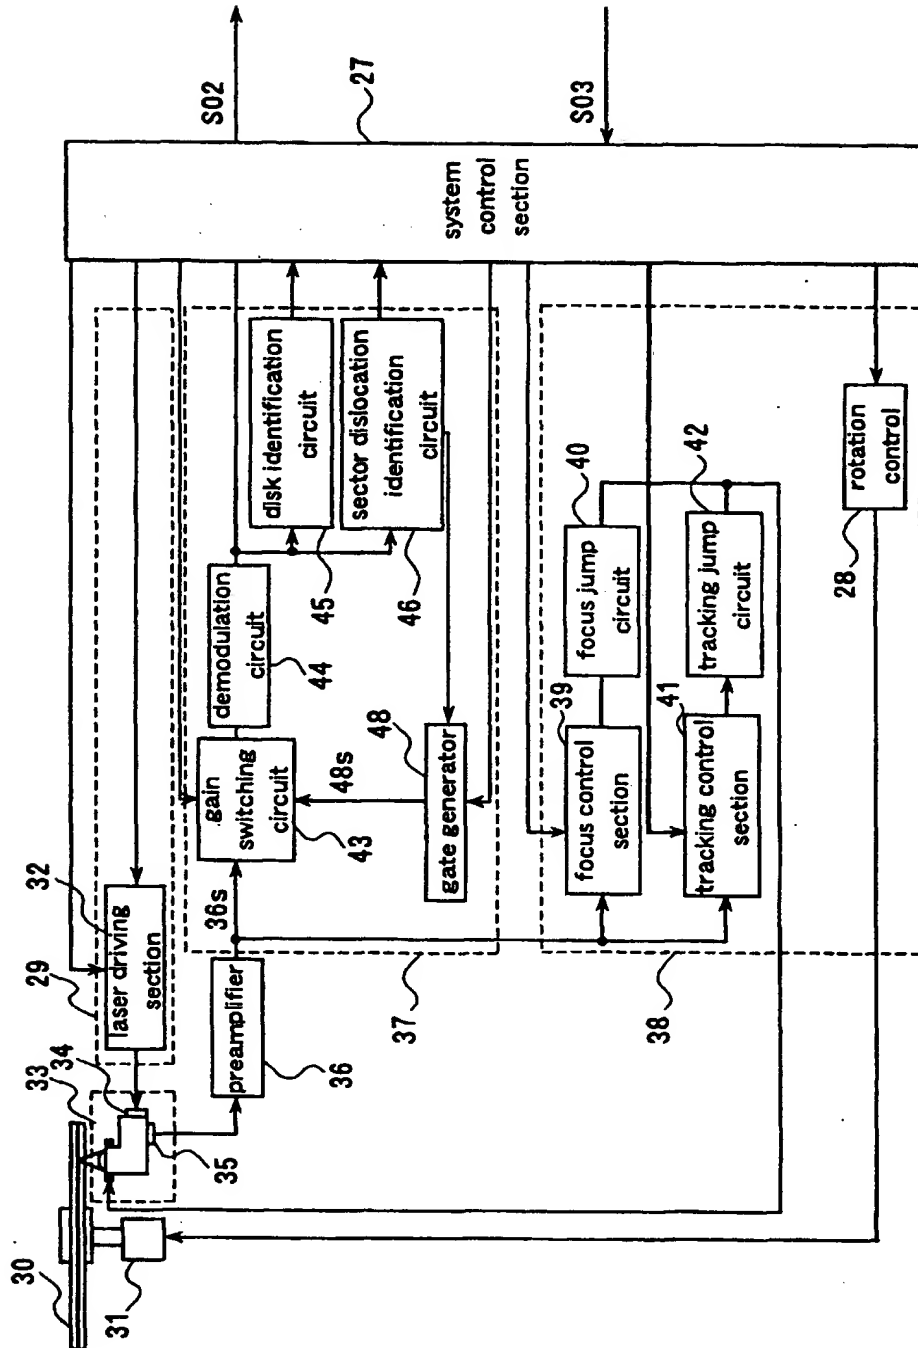 30
31
33
34
35
29
32
laser driving
section
preamplifier
36
36s
37
gain
switching
circuit
43
48s
48
gate generator
demodulation
circuit
44
disk identification
circuit
45
sector dislocation
identification
circuit
46
38
39
focus control
section
40
focus jump
circuit
41
tracking control
section
42
tracking jump
circuit
28
rotation
control
system
control
section
27
S02
S03